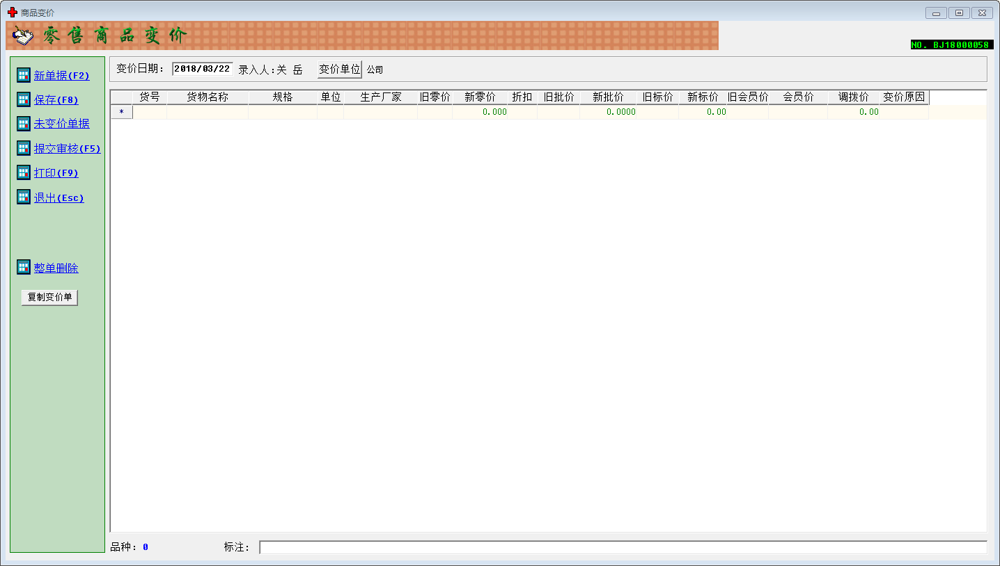 商品变价
零售商品变价
NO. BJ18000058
变价日期: 2018/03/22 录入人:关 岳 变价单位 公司
新单据(F2)
保存(F8)
未变价单据
提交审核(F5)
打印(F9)
退出(Esc)
整单删除
复制变价单
货号 货物名称 规格 单位 生产厂家 旧零价 新零价 折扣 旧批价 新批价 旧标价 新标价 旧会员价 会员价 调拨价 变价原因
* 0.000 0.0000 0.00 0.00
品种: 0 标注: